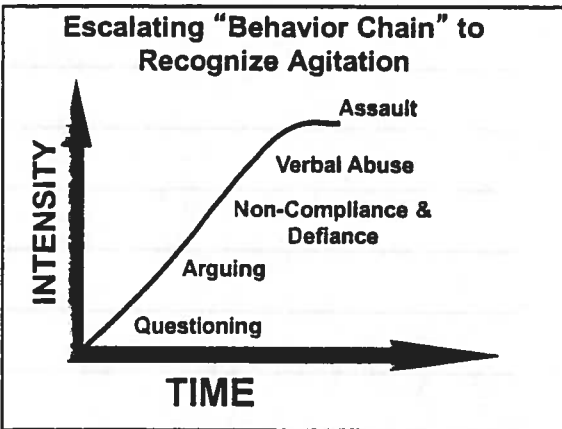 Escalating “Behavior Chain” to
Recognize Agitation
Assault
Verbal Abuse
Non-Compliance &
Defiance
Arguing
Questioning
INTENSITY
TIME